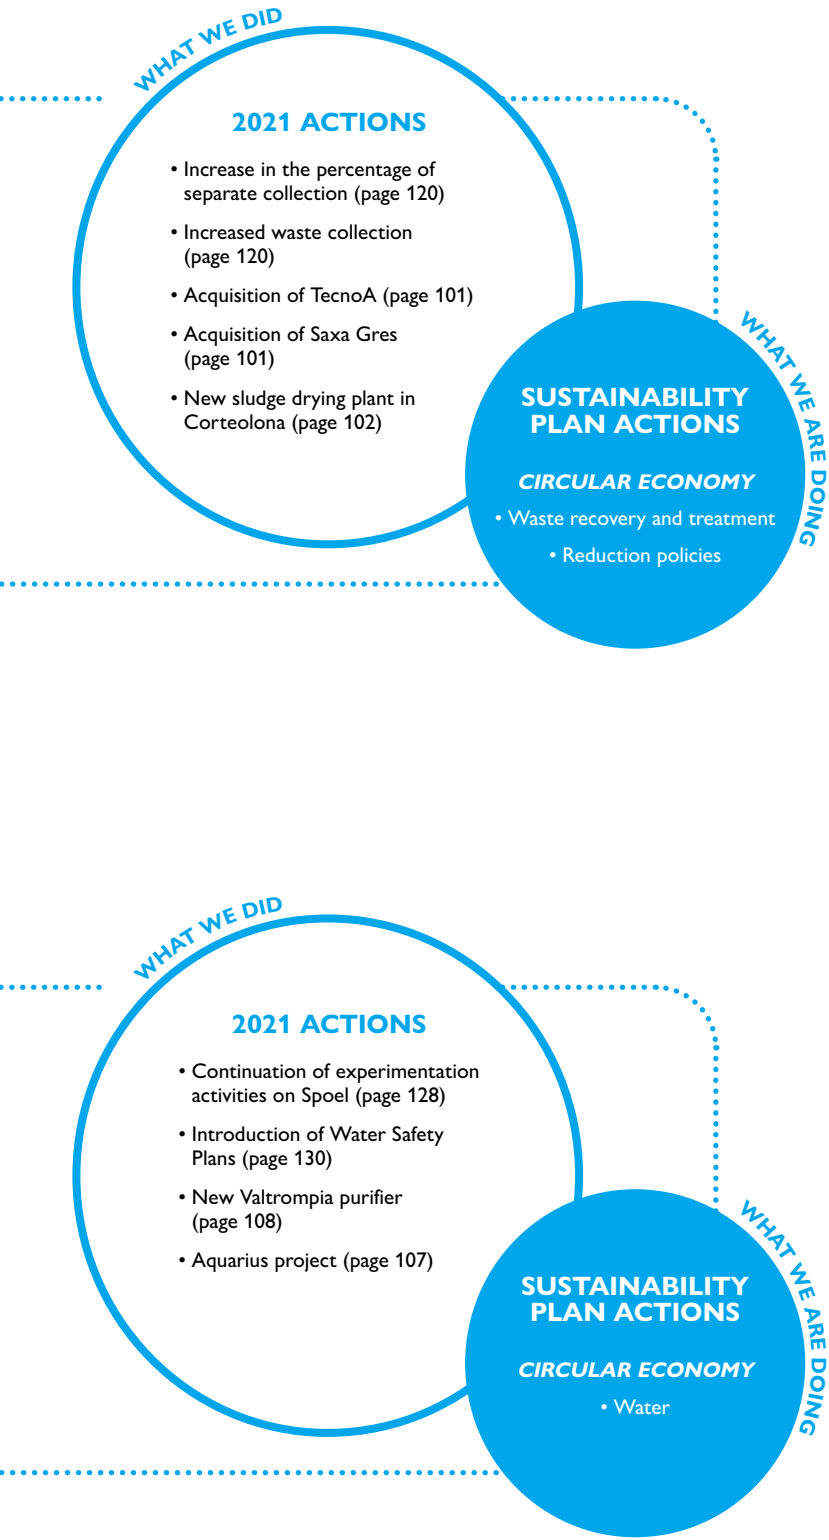 WHAT WE DID
2021 ACTIONS
• Increase in the percentage of
separate collection (page 120)
• Increased waste collection
(page 120)
• Acquisition of TecnoA (page 101)
• Acquisition of Saxa Gres
(page 101)
• New sludge drying plant in
Corteolona (page 102)
WHAT WE ARE DOING
SUSTAINABILITY
PLAN ACTIONS
CIRCULAR ECONOMY
• Waste recovery and treatment
• Reduction policies
WHAT WE DID
2021 ACTIONS
• Continuation of experimentation
activities on Spoel (page 128)
• Introduction of Water Safety
Plans (page 130)
• New Valtrompia purifier
(page 108)
• Aquarius project (page 107)
WHAT WE ARE DOING
SUSTAINABILITY
PLAN ACTIONS
CIRCULAR ECONOMY
• Water